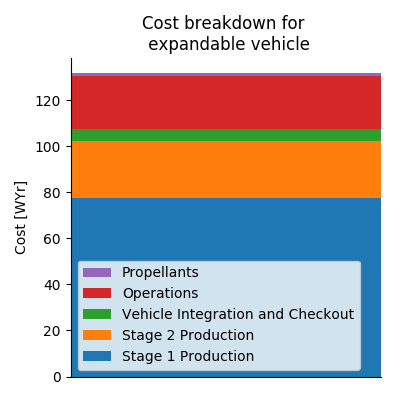 Cost breakdown for
expandable vehicle
Cost [WYr]
120
100
80
60
40
20
0
Propellants
Operations
Vehicle Integration and Checkout
Stage 2 Production
Stage 1 Production